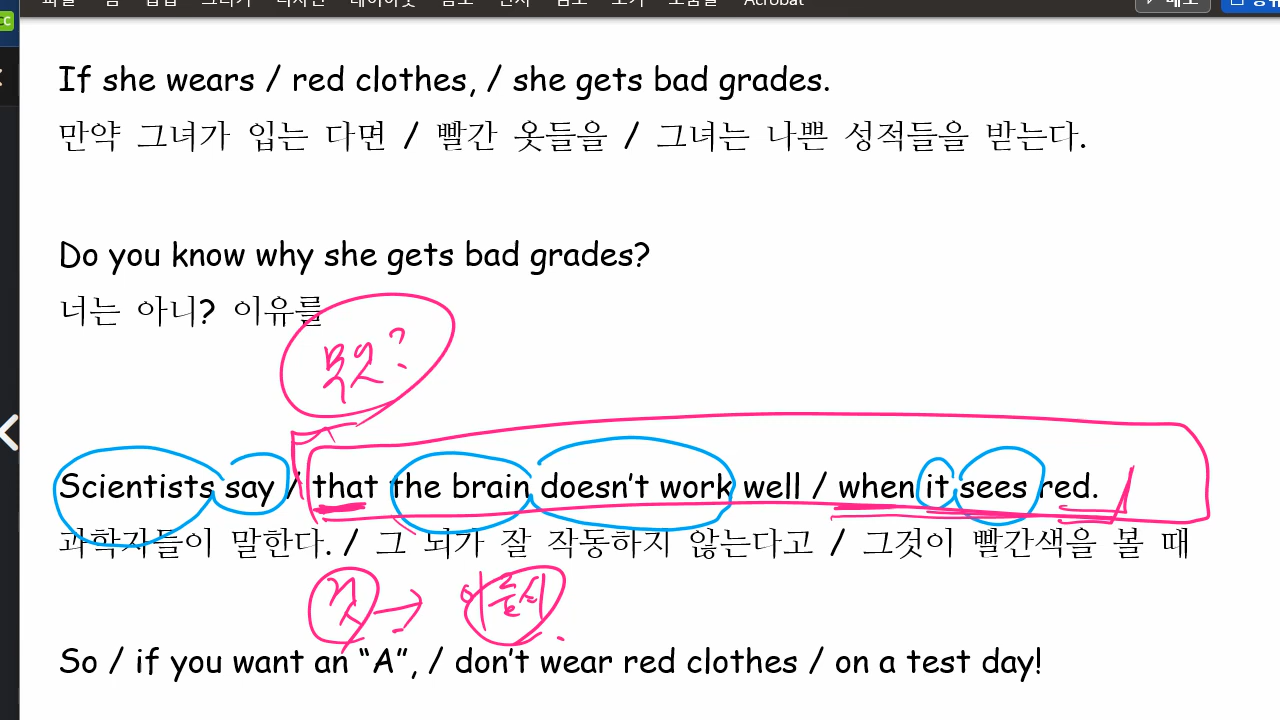 Acrobat
If she wears / red clothes, / she gets bad grades.
만약 그녀가 입는 다면 / 빨간 옷들을 / 그녀는 나쁜 성적들을 받는다.
Do you know why she gets bad grades?
너는 아니? 이유를
무엇?
Scientists say / that the brain doesn't work well / when it sees red.
과학자들이 말한다. / 그 뇌가 잘 작동하지 않는다고 / 그것이 빨간색을 볼 때
것 →
So / if you want an “A”, / don't wear red clothes / on a test day!